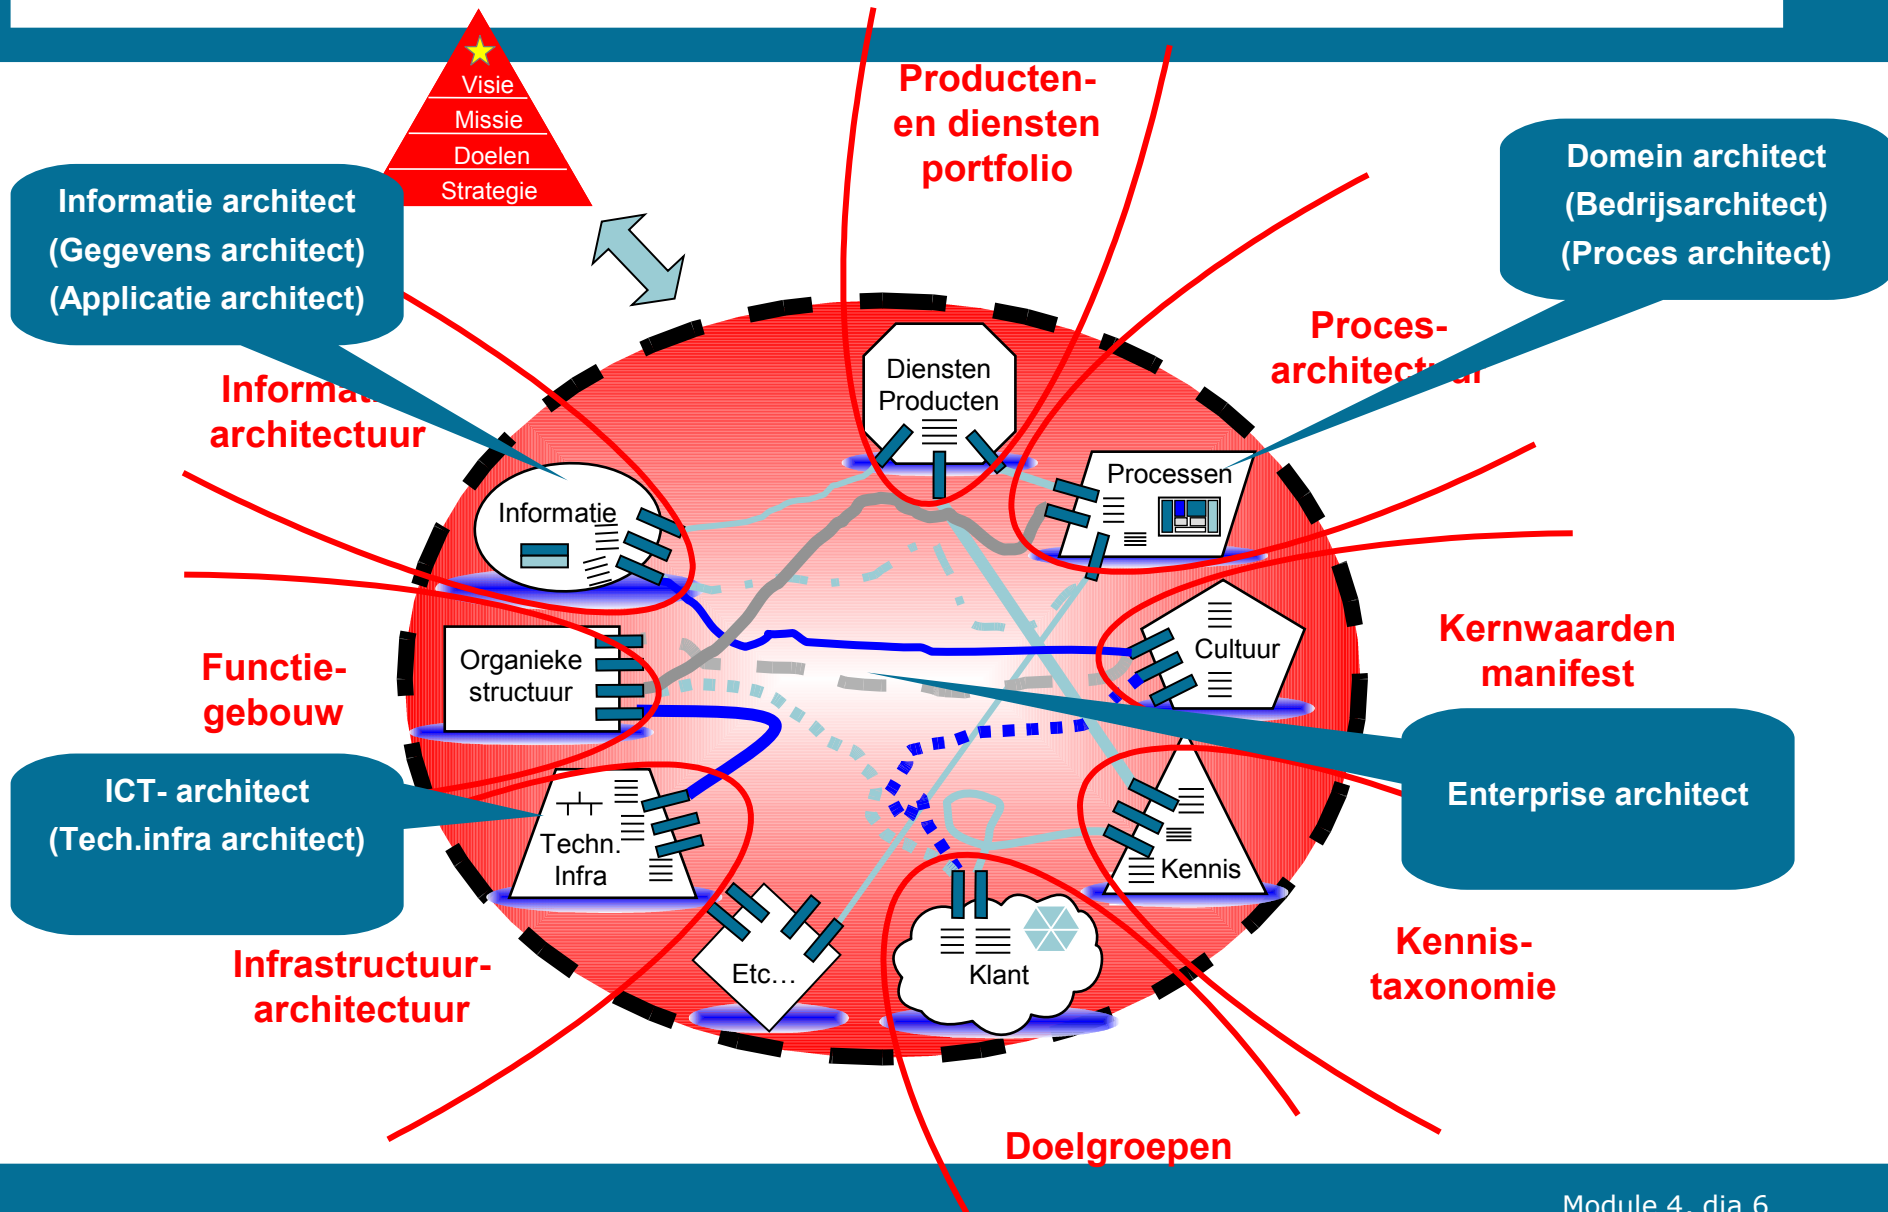 Visie
Missie
Doelen
Strategie
Producten-
en diensten
portfolio
Informatie architect
(Gegevens architect)
(Applicatie architect)
Domein architect
(Bedrijsarchitect)
(Proces architect)
Proces-
architectuur
Informa
architectuur
Diensten
Producten
Processen
Informatie
Cultuur
Kernwaarden
manifest
Organieke
structuur
Functie-
gebouw
ICT- architect
(Tech.infra architect)
Enterprise architect
Techn.
Infra
Kennis
Etc...
Klant
Infrastructuur-
architectuur
Kennis-
taxonomie
Doelgroepen
Module 4, dia 6